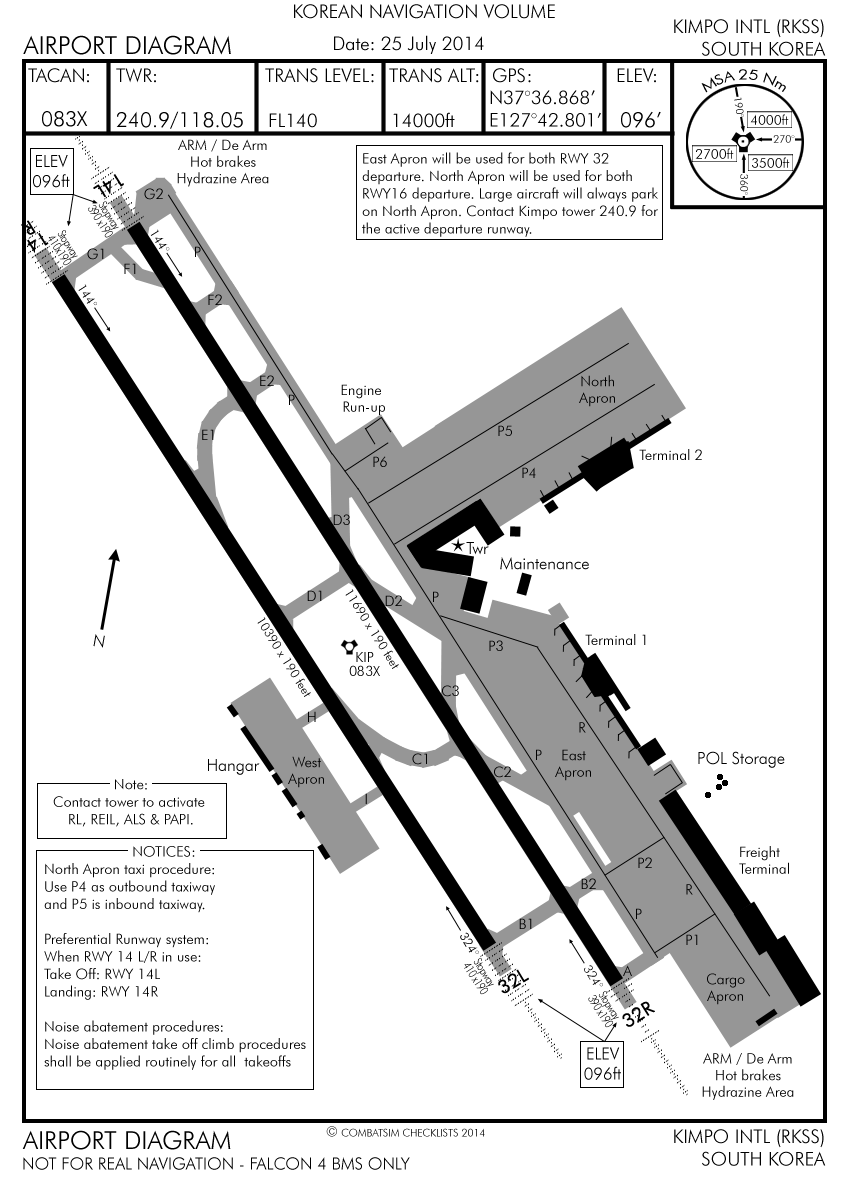 KOREAN NAVIGATION VOLUME
AIRPORT DIAGRAM
Date: 25 July 2014
KIMPO INTL (RKSS)
SOUTH KOREA
TACAN:
083X
TWR:
240.9/118.05
TRANS LEVEL:
FL140
TRANS ALT:
14000ft
GPS:
N37°36.868'
E127°42.801'
ELEV:
096'
MSA 25 Nm
190°
4000ft
270°
2700ft
3500ft
360°
ELEV
096ft
ARM / De Arm
Hot brakes
Hydrazine Area
East Apron will be used for both RWY 32
departure. North Apron will be used for both
RWY16 departure. Large aircraft will always park
on North Apron. Contact Kimpo tower 240.9 for
the active departure runway.
14L
Stopway
390x190
G2
14R
Stopway
410x190
G1
F1
144°
P
144°
F2
E2
P
E1
Engine
Run-up
P6
North
Apron
P5
P4
Terminal 2
D3
Twr
Maintenance
D1
D2
P
11690 x 190 feet
10390 x 190 feet
KIP
083X
P3
Terminal 1
C3
H
R
C1
P
East
Apron
C2
West
Apron
Hangar
I
POL Storage
N
Note:
Contact tower to activate
RL, REIL, ALS & PAPI.
NOTICES:
North Apron taxi procedure:
Use P4 as outbound taxiway
and P5 is inbound taxiway.
Preferential Runway system:
When RWY 14 L/R in use:
Take Off: RWY 14L
Landing: RWY 14R
Noise abatement procedures:
Noise abatement take off climb procedures
shall be applied routinely for all takeoffs
Freight
Terminal
P2
B2
R
P
B1
P1
324°
Stopway
410x190
32L
324°
Stopway
390x190
A
32R
Cargo
Apron
ELEV
096ft
ARM / De Arm
Hot brakes
Hydrazine Area
AIRPORT DIAGRAM
NOT FOR REAL NAVIGATION - FALCON 4 BMS ONLY
© COMBATSIM CHECKLISTS 2014
KIMPO INTL (RKSS)
SOUTH KOREA